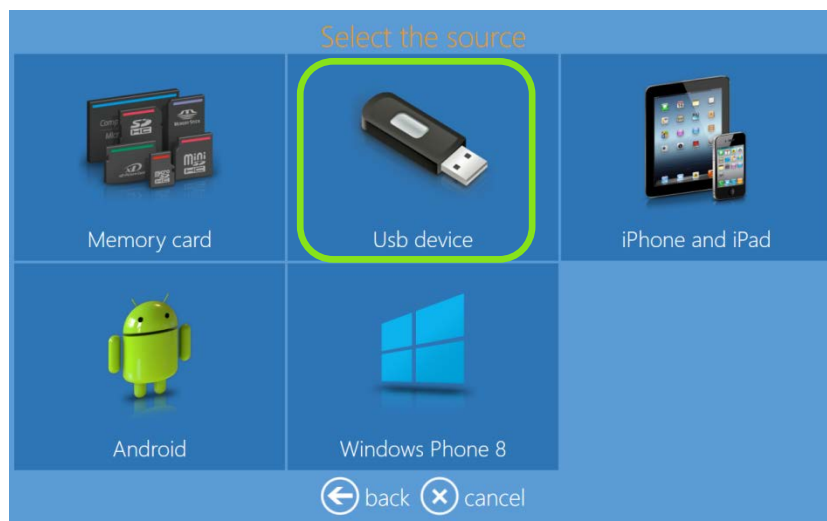 Select the source
Memory card
Usb device
iPhone and iPad
Android
Windows Phone 8
back cancel